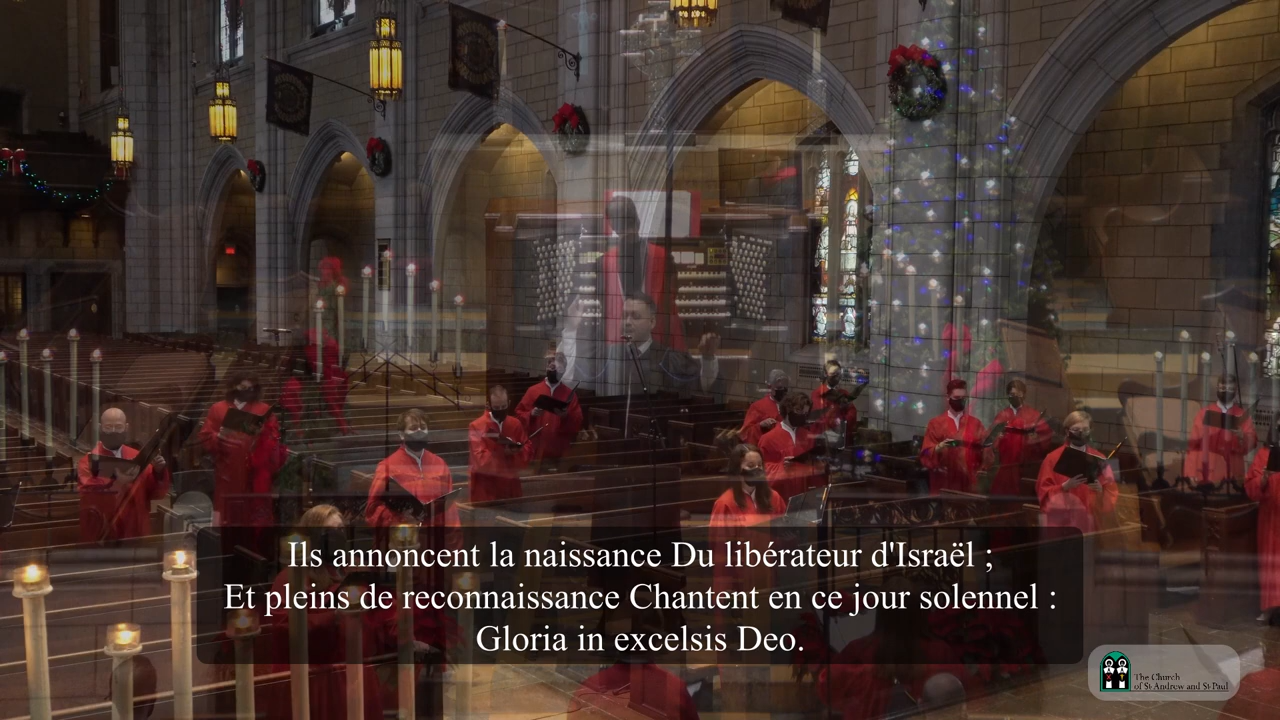 Ils annoncent la naissance Du libérateur d'Israël ;
Et pleins de reconnaissance Chantent en ce jour solennel :
Gloria in excelsis Deo.
The Church
of St Andrew and St Paul